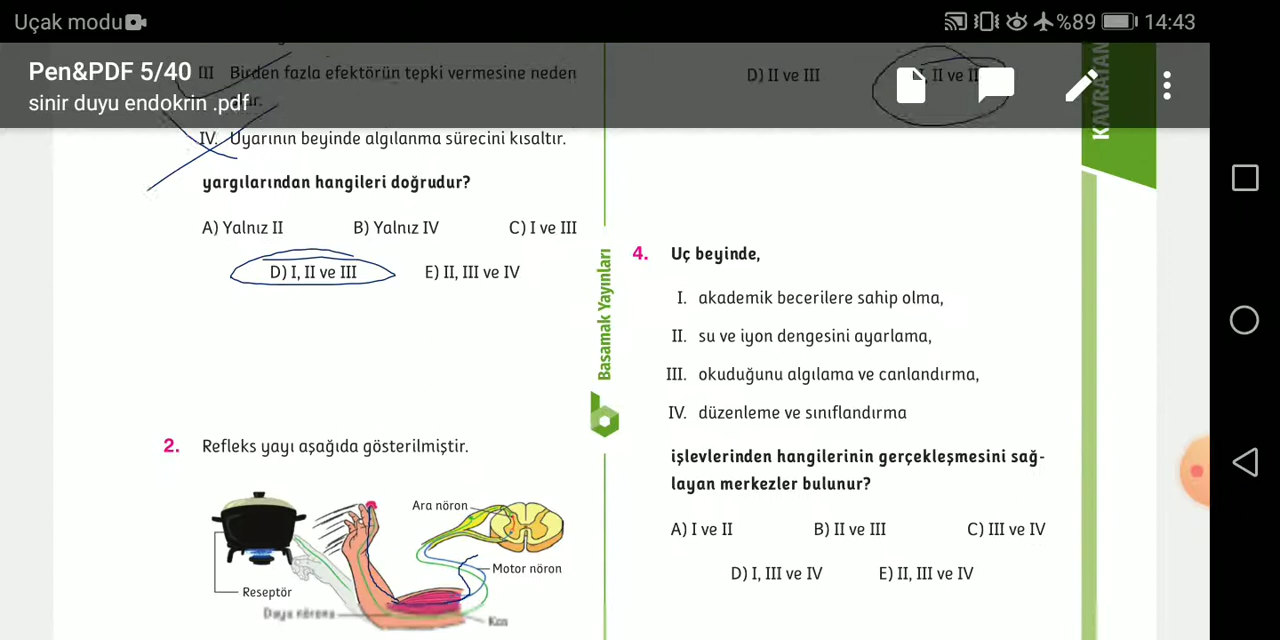 Uçak modu
%89 14:43
Pen&PDF 5/40
sinir duyu endokrin .pdf
III Birden fazla efektörün tepki vermesine neden
IV. Uyarının beyinde algılanma sürecini kısaltır.
yargılarından hangileri doğrudur?
A) Yalnız II B) Yalnız IV C) I ve III
D) I, II ve III E) II, III ve IV
2. Refleks yayı aşağıda gösterilmiştir.
Ara nöron
Motor nöron
Reseptör
Duyu nöronu
Kas
Basamak Yayınları
D) II ve III
KAVRATAN
4. Uç beyinde,
I. akademik becerilere sahip olma,
II. su ve iyon dengesini ayarlama,
III. okuduğunu algılama ve canlandırma,
IV. düzenleme ve sınıflandırma
işlevlerinden hangilerinin gerçekleşmesini sağ-
layan merkezler bulunur?
A) I ve II B) II ve III C) III ve IV
D) I, III ve IV E) II, III ve IV